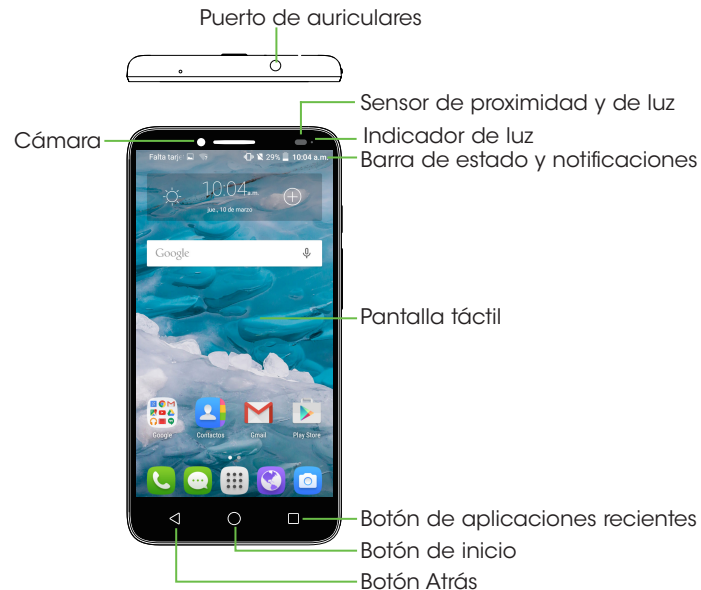 Puerto de auriculares
Sensor de proximidad y de luz
Cámara
Indicador de luz
Barra de estado y notificaciones
Falta tarj
29% 10:04 a.m.
10:04 a.m.
jue., 10 de marzo
Google
Pantalla táctil
Google Contactos Gmail Play Store
Botón de aplicaciones recientes
Botón de inicio
Botón Atrás